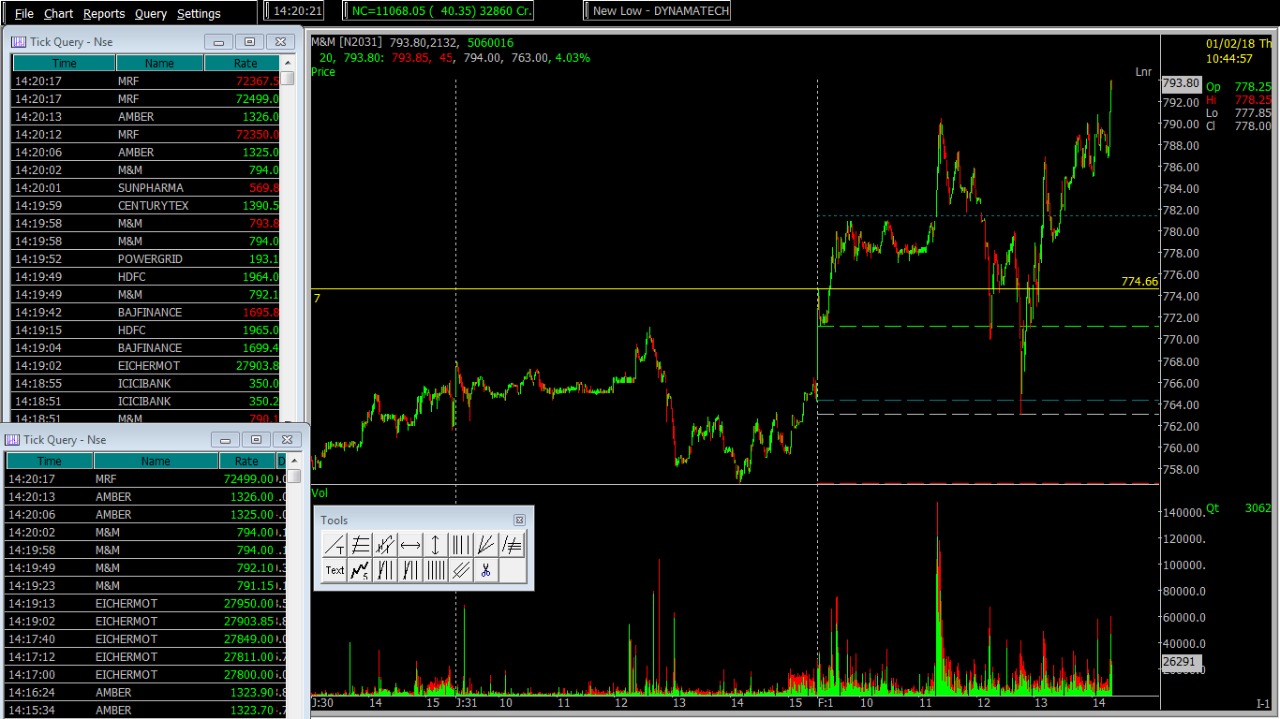 File Chart Reports Query Settings
14:20:21
NC=11068.05 ( 40.35) 32860 Cr.
New Low - DYNAMATECH
Tick Query - Nse
Time Name Rate
14:20:17 MRF 72367.5
14:20:17 MRF 72499.0
14:20:13 AMBER 1326.0
14:20:12 MRF 72350.0
14:20:06 AMBER 1325.0
14:20:02 M&M 794.0
14:20:01 SUNPHARMA 569.8
14:19:59 CENTURYTEX 1390.5
14:19:58 M&M 793.8
14:19:58 M&M 794.0
14:19:52 POWERGRID 193.1
14:19:49 HDFC 1964.0
14:19:49 M&M 792.1
14:19:42 BAJFINANCE 1695.8
14:19:15 HDFC 1965.0
14:19:04 BAJFINANCE 1699.4
14:19:02 EICHERMOT 27903.8
14:18:55 ICICIBANK 350.0
14:18:51 ICICIBANK 350.2
14:18:51 M&M 790.1
Tick Query - Nse
Time Name Rate D
14:20:17 MRF 72499.00
14:20:13 AMBER 1326.00
14:20:06 AMBER 1325.00
14:20:02 M&M 794.00
14:19:58 M&M 794.00
14:19:49 M&M 792.10
14:19:23 M&M 791.15
14:19:13 EICHERMOT 27950.00
14:19:02 EICHERMOT 27903.85
14:17:40 EICHERMOT 27849.00
14:17:12 EICHERMOT 27811.00
14:17:00 EICHERMOT 27800.00
14:16:24 AMBER 1323.90
14:15:34 AMBER 1323.70
M&M [N2031] 793.80,2132, 5060016
20, 793.80: 793.85, 45, 794.00, 763.00, 4.03%
Price
Lnr
7
774.66
793.80
792.00
790.00
788.00
786.00
784.00
782.00
780.00
778.00
776.00
774.00
772.00
770.00
768.00
766.00
764.00
762.00
760.00
758.00
01/02/18 Th
10:44:57
Op 778.25
Hi 778.25
Lo 777.85
Cl 778.00
Vol
Tools
T
Text
5
140000.
120000.
100000.
80000.0
60000.0
40000.0
26291
Qt 3062
J:30 14 15 J:31 10 11 12 13 14 15 F:1 10 11 12 13 14
I-1